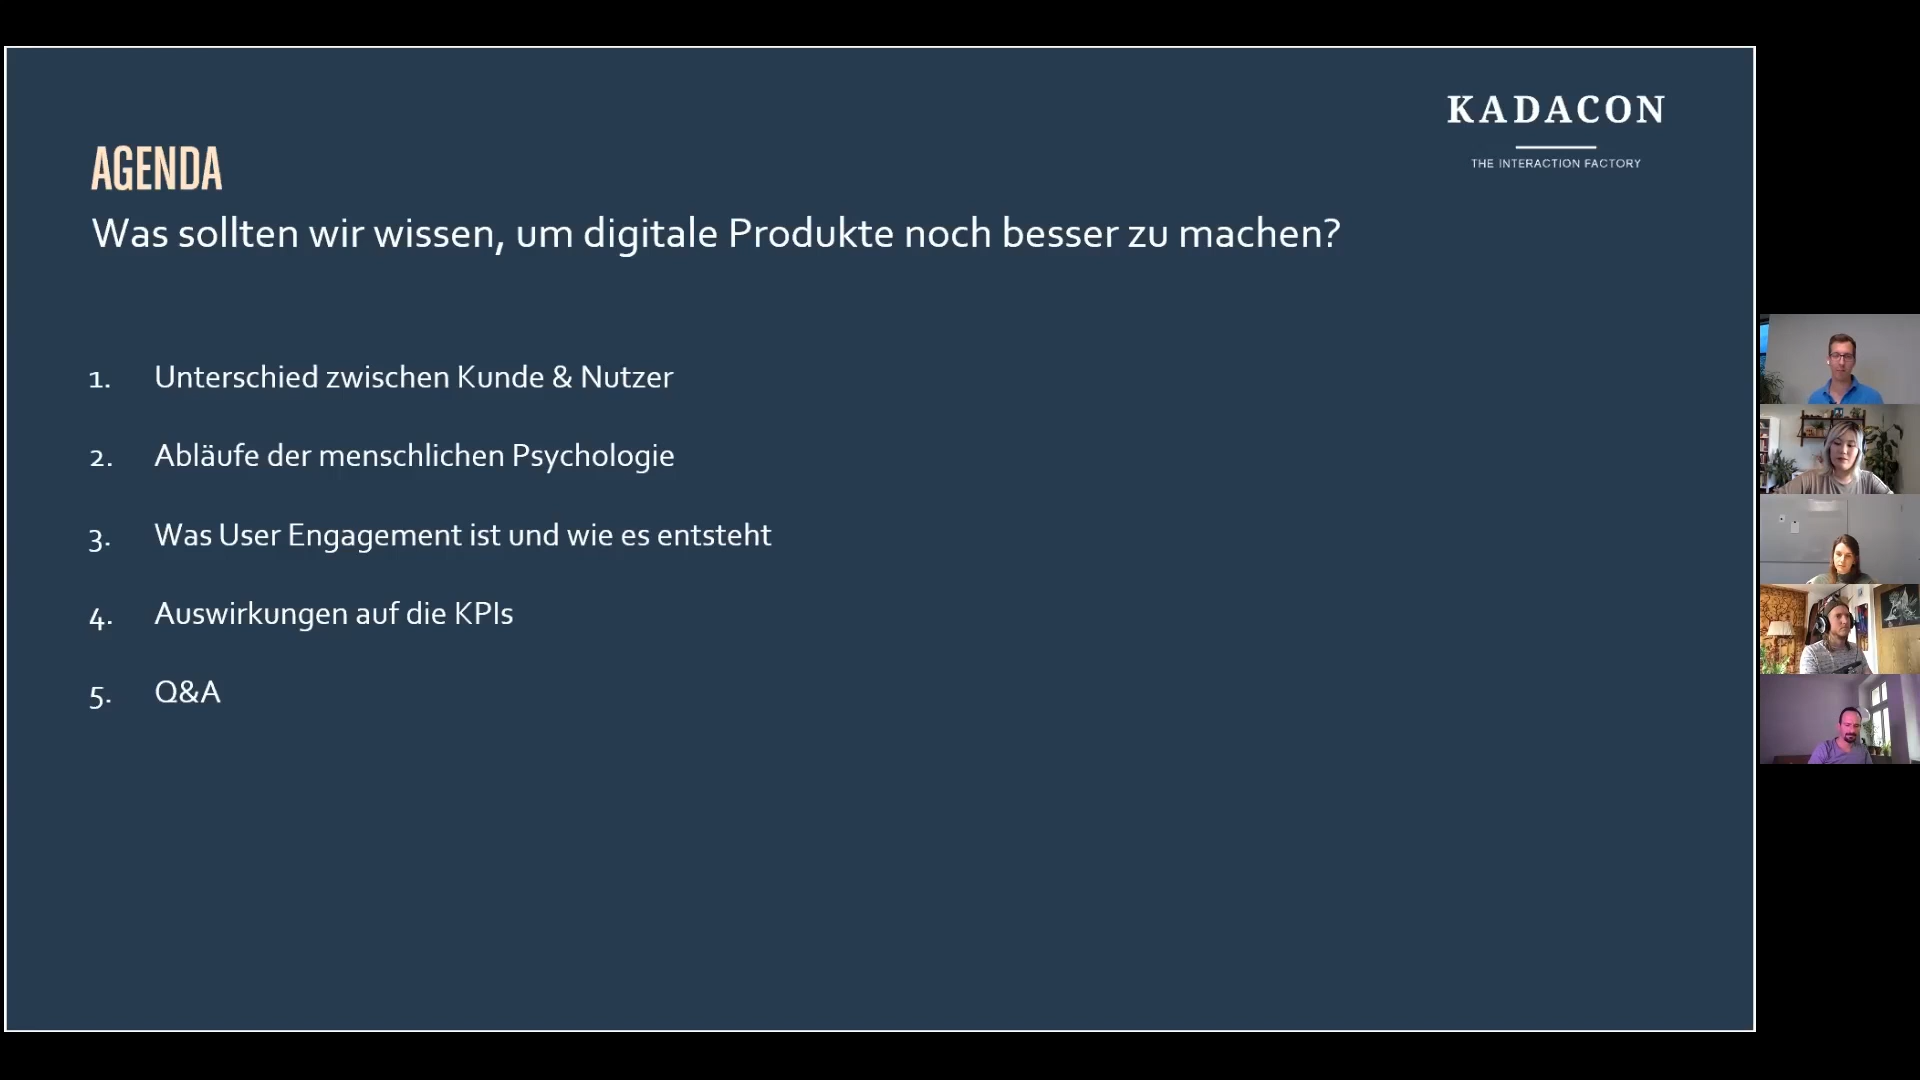 KADACON
THE INTERACTION FACTORY
AGENDA
Was sollten wir wissen, um digitale Produkte noch besser zu machen?
1. Unterschied zwischen Kunde & Nutzer
2. Abläufe der menschlichen Psychologie
3. Was User Engagement ist und wie es entsteht
4. Auswirkungen auf die KPIs
5. Q&A